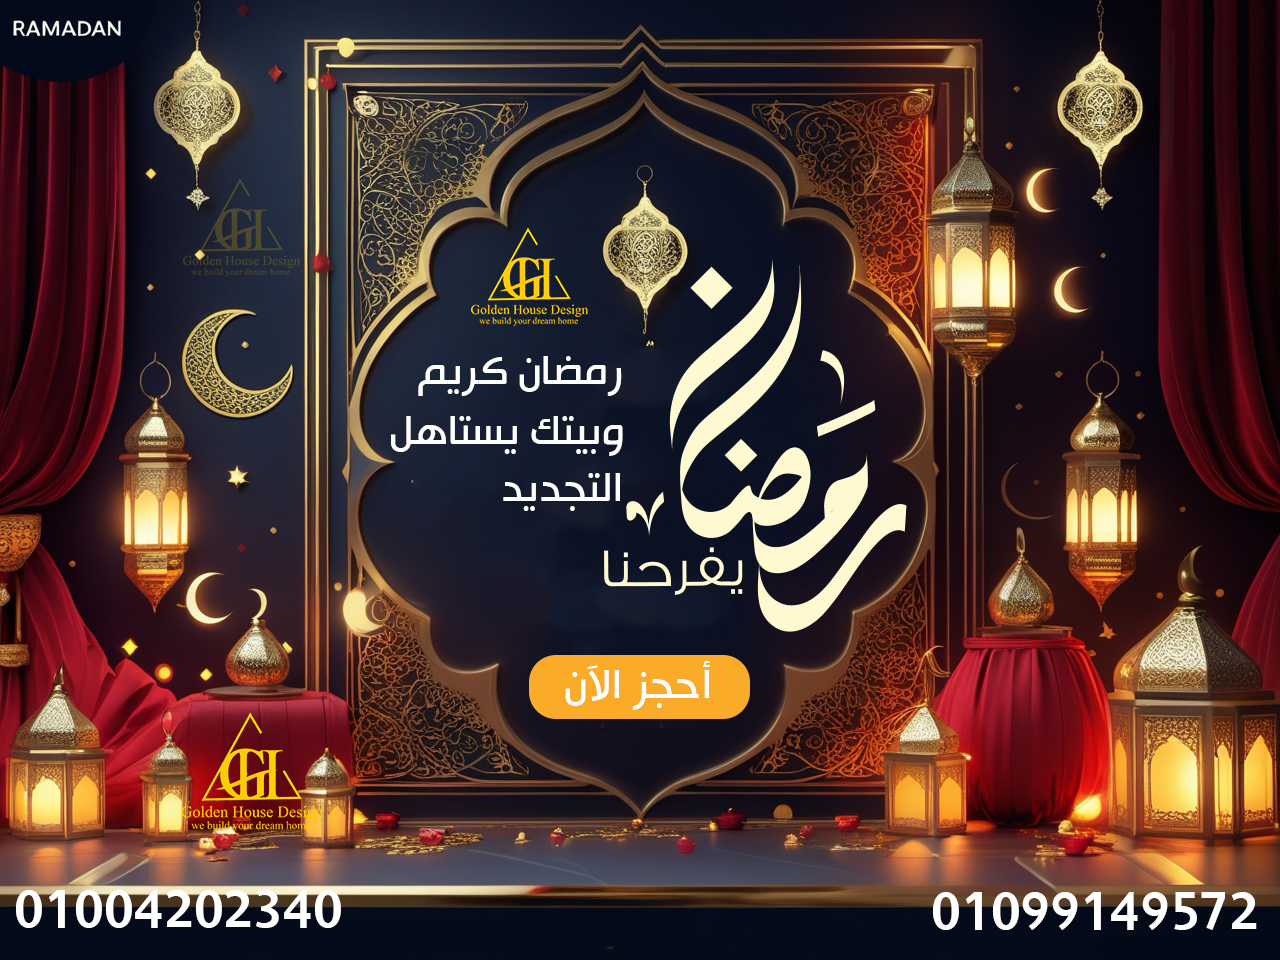 RAMADAN
Golden House Design
we build your dream home
GHI
Golden House Design
we build your dream home
رمضان
يفرحنا
رمضان كريم
وبيتك يستاهل
التجديد
أحجز الآن
Golden House Design
we build your dream home
01004202340
01099149572